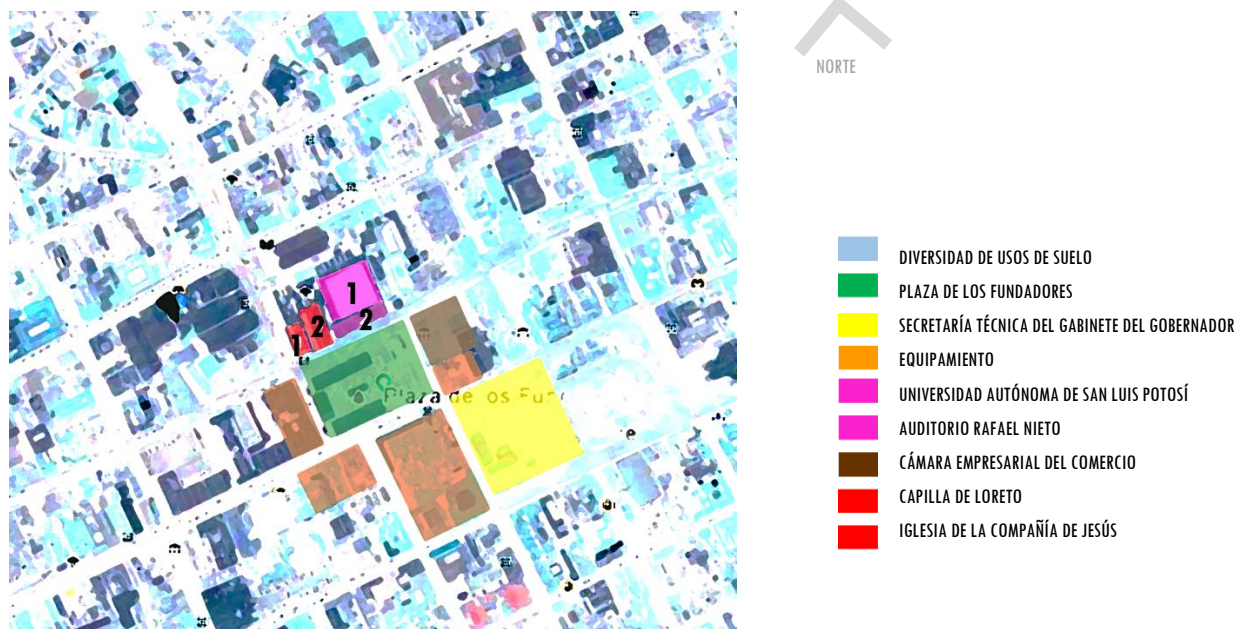 NORTE
1
2
2
1
Plaza de
DIVERSIDAD DE USOS DE SUELO
PLAZA DE LOS FUNDADORES
SECRETARÍA TÉCNICA DEL GABINETE DEL GOBERNADOR
EQUIPAMIENTO
UNIVERSIDAD AUTÓNOMA DE SAN LUIS POTOSÍ
AUDITORIO RAFAEL NIETO
CÁMARA EMPRESARIAL DEL COMERCIO
CAPILLA DE LORETO
IGLESIA DE LA COMPAÑÍA DE JESÚS